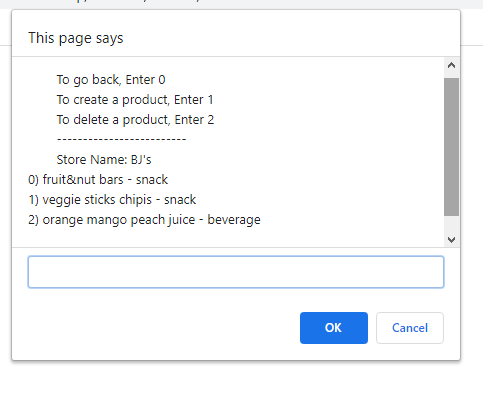 This page says
To go back, Enter 0
To create a product, Enter 1
To delete a product, Enter 2
-------------------------
Store Name: BJ's
0) fruit&nut bars - snack
1) veggie sticks chipis - snack
2) orange mango peach juice - beverage
OK Cancel